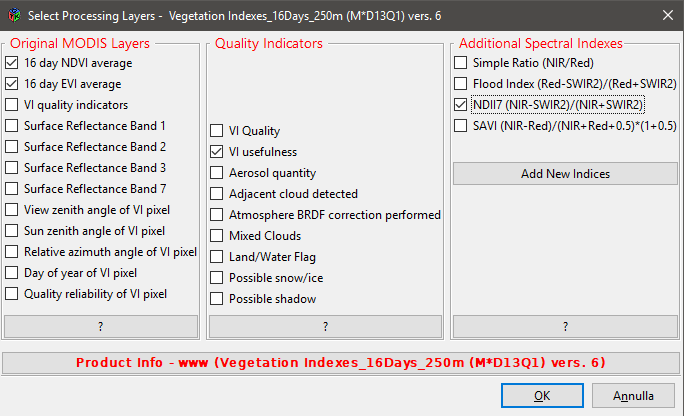 Select Processing Layers - Vegetation Indexes_16Days_250m (M*D13Q1) vers. 6
Original MODIS Layers
16 day NDVI average
16 day EVI average
VI quality indicators
Surface Reflectance Band 1
Surface Reflectance Band 2
Surface Reflectance Band 3
Surface Reflectance Band 7
View zenith angle of VI pixel
Sun zenith angle of VI pixel
Relative azimuth angle of VI pixel
Day of year of VI pixel
Quality reliability of VI pixel
?
Quality Indicators
VI Quality
VI usefulness
Aerosol quantity
Adjacent cloud detected
Atmosphere BRDF correction performed
Mixed Clouds
Land/Water Flag
Possible snow/ice
Possible shadow
?
Additional Spectral Indexes
Simple Ratio (NIR/Red)
Flood Index (Red-SWIR2)/(Red+SWIR2)
NDII7 (NIR-SWIR2)/(NIR+SWIR2)
SAVI (NIR-Red)/(NIR+Red+0.5)*(1+0.5)
Add New Indices
?
Product Info - www (Vegetation Indexes_16Days_250m (M*D13Q1) vers. 6)
OK
Annulla